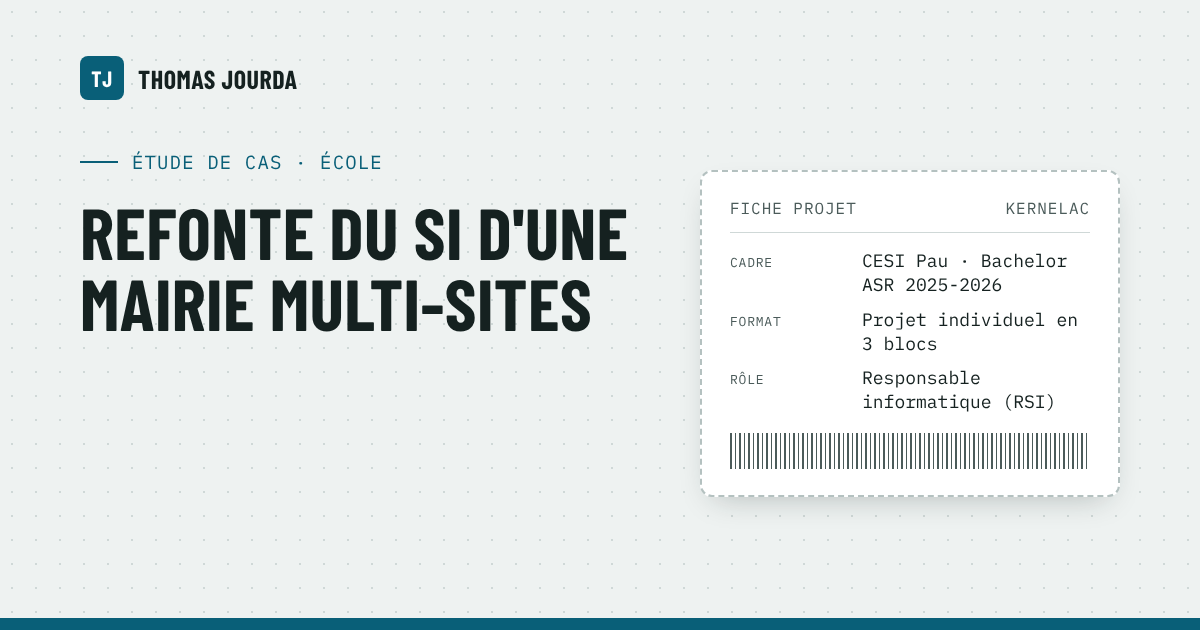 TJ THOMAS JOURDA
ÉTUDE DE CAS · ÉCOLE
REFONTE DU SI D'UNE
MAIRIE MULTI-SITES
FICHE PROJET KERNELAC
CADRE CESI Pau · Bachelor
ASR 2025-2026
FORMAT Projet individuel en
3 blocs
RÔLE Responsable
informatique (RSI)